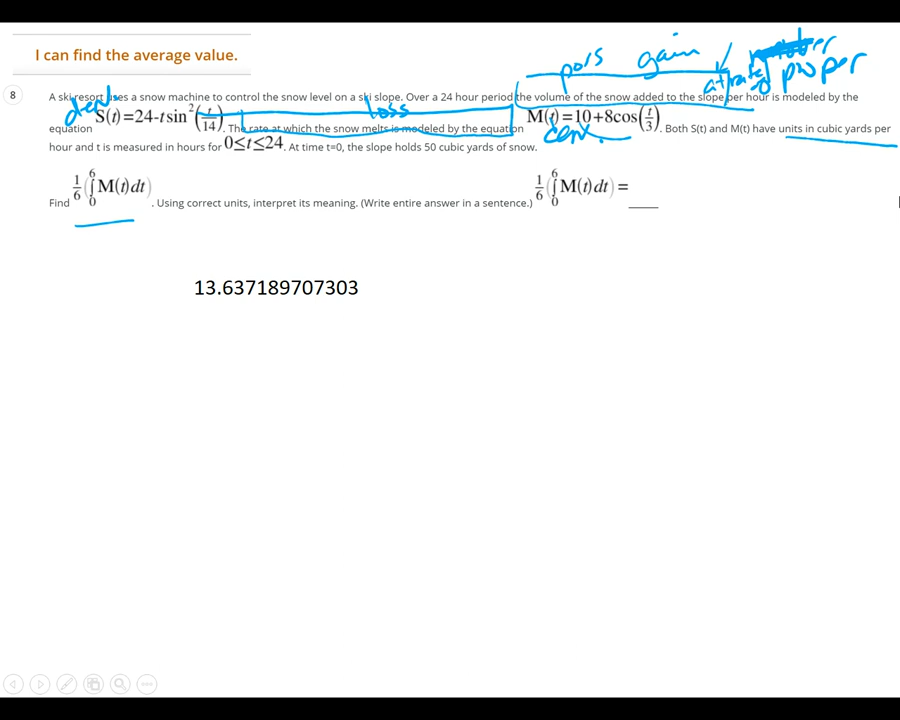 I can find the average value.
pos gain
at rate of proper
8 A ski resort uses a snow machine to control the snow level on a ski slope. Over a 24 hour period the volume of the snow added to the slope per hour is modeled by the
equation S(t)=24-tsin²(t/14). The rate at which the snow melts is modeled by the equation M(t)=10+8cos(t/3). Both S(t) and M(t) have units in cubic yards per
loss
hour and t is measured in hours for 0≤t≤24. At time t=0, the slope holds 50 cubic yards of snow.
Find 1/6(∫₀⁶M(t)dt). Using correct units, interpret its meaning. (Write entire answer in a sentence.) 1/6(∫₀⁶M(t)dt)= ____
13.637189707303